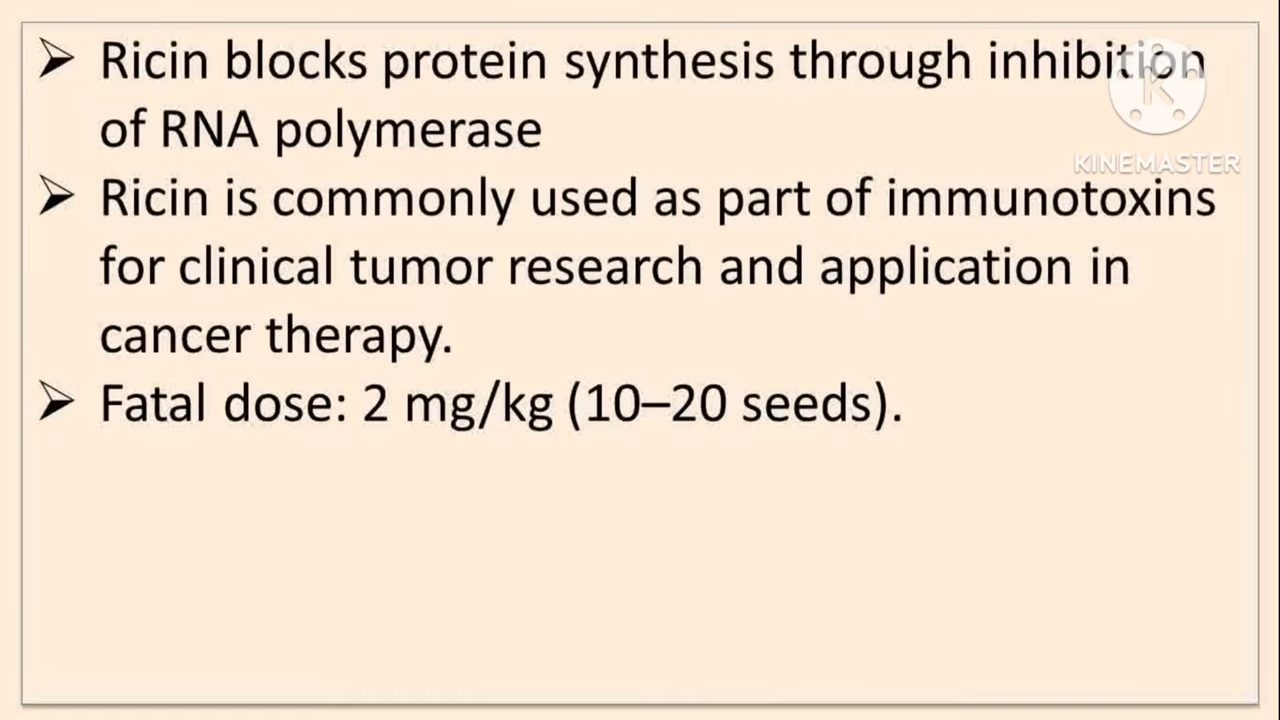 ➢ Ricin blocks protein synthesis through inhibition
of RNA polymerase
KINEMASTER
➢ Ricin is commonly used as part of immunotoxins
for clinical tumor research and application in
cancer therapy.
➢ Fatal dose: 2 mg/kg (10–20 seeds).